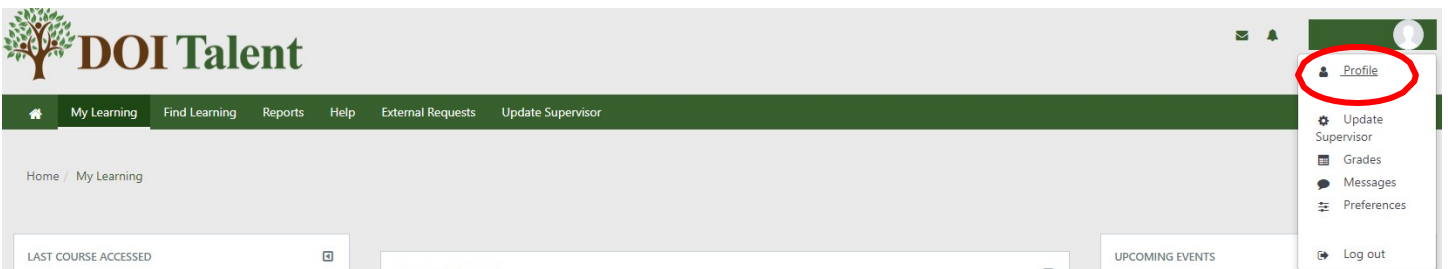 DOI Talent
Profile
My Learning Find Learning Reports Help External Requests Update Supervisor
Update
Supervisor
Home / My Learning
Grades
Messages
Preferences
LAST COURSE ACCESSED
UPCOMING EVENTS
Log out